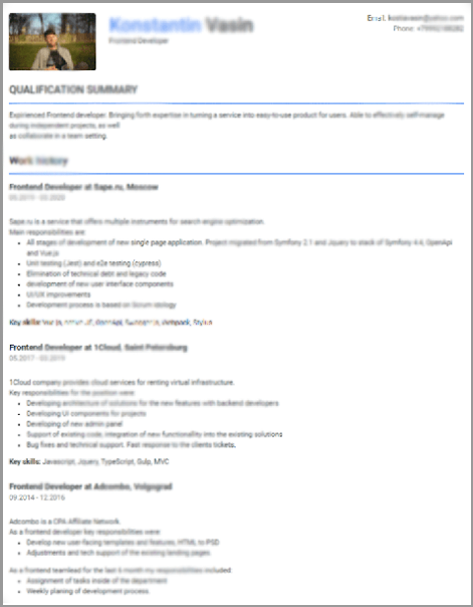 Konstantin Vasin
Frontend Developer
Email:
Phone:
QUALIFICATION SUMMARY
Expirienced Frontend developer. Bringing forth expertise in turning a service into easy-to-use product for users. Able to effectively self-manage
during independent projects, as well
as collaborate in a team setting.
Work history
Frontend Developer at Sape.ru, Moscow
Sape.ru is a service that offers multiple instruments for search engine optimization.
Main responsibilities are:
All stages of development of new single page application. Project migrated from Symfony 2.1 and Jquery to stack of Symfony 4.4, OpenApi
and Vue.js
Unit testing (Jest) and e2e testing (cypress)
Elimination of technical debt and legacy code
development of new user interface components
UI/UX improvements
Development process is based on Scrum
Key skills:
Frontend Developer at 1Cloud, Saint Petersburg
05.2017 -
1Cloud company provides cloud services for renting virtual infrastructure.
Key responsibilities for the position were:
Developing architecture of solutions for the new features with backend developers
Developing UI components for projects
Developing of new admin panel
Support of existing code, integration of new functionality into the existing solutions
Bug fixes and technical support. Fast response to the clients tickets.
Key skills: Javascript, Jquery, TypeScript, Gulp, MVC
Frontend Developer at Adcombo, Volgograd
09.2014 - 12.2016
Adcombo is a CPA Affiliate Network.
As a frontend developer key responsibilities were:
Develop new user-facing templates and features, HTML to PSD
Adjustments and tech support of the existing landing pages.
As frontend teamlead for the last 6 month my responsibilities included:
Assignment of tasks inside of the department
Weekly planing of development process.